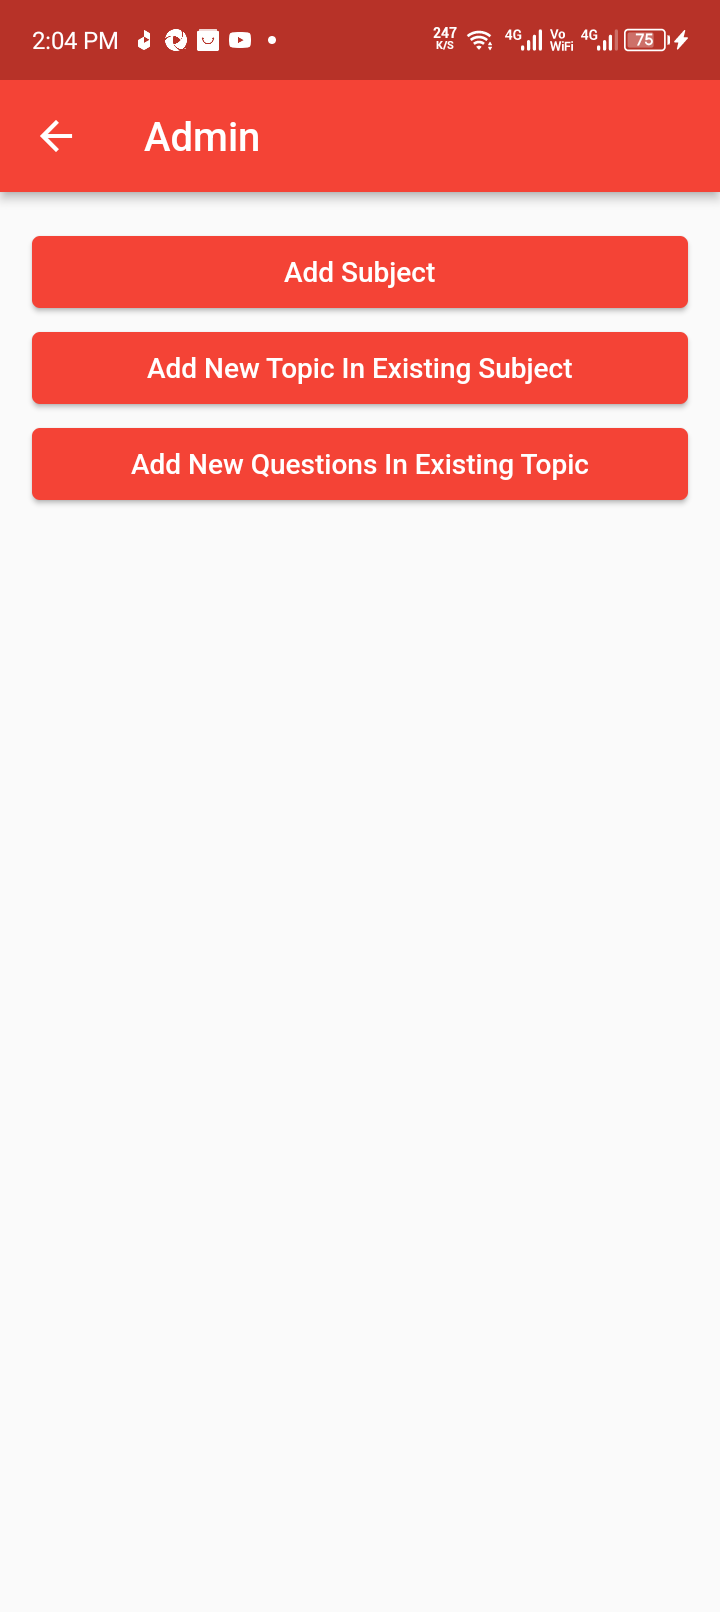 2:04 PM
247
K/S
4G
Vo
WiFi
4G
75
Admin
Add Subject
Add New Topic In Existing Subject
Add New Questions In Existing Topic